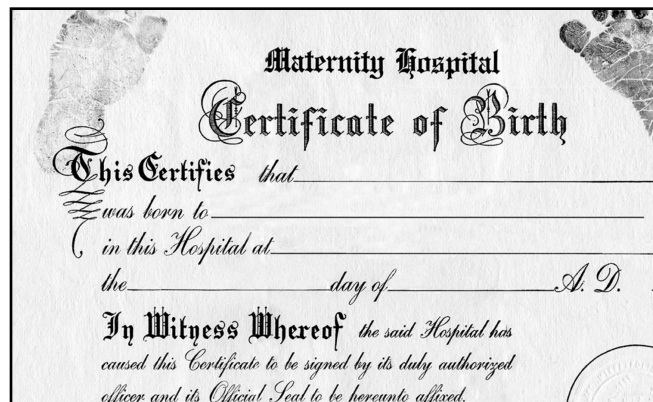 Maternity Hospital
Certificate of Birth
This Certifies that
was born to
in this Hospital at
the day of A. D.
In Witness Whereof the said Hospital has
caused this Certificate to be signed by its duly authorized
officer and its Official Seal to be hereunto affixed.